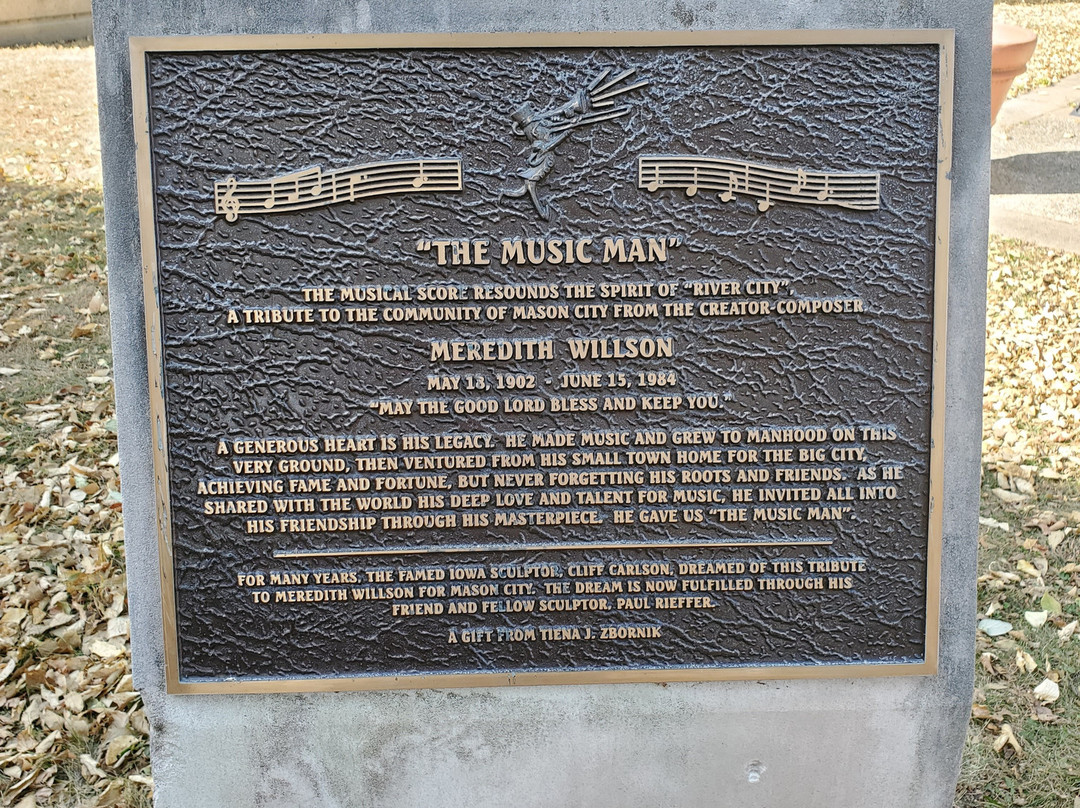 "THE MUSIC MAN"
THE MUSICAL SCORE RESOUNDS THE SPIRIT OF "RIVER CITY",
A TRIBUTE TO THE COMMUNITY OF MASON CITY FROM THE CREATOR-COMPOSER
MEREDITH WILLSON
MAY 18, 1902 - JUNE 15, 1984
"MAY THE GOOD LORD BLESS AND KEEP YOU."
A GENEROUS HEART IS HIS LEGACY. HE MADE MUSIC AND GREW TO MANHOOD ON THIS
VERY GROUND, THEN VENTURED FROM HIS SMALL TOWN HOME FOR THE BIG CITY,
ACHIEVING FAME AND FORTUNE, BUT NEVER FORGETTING HIS ROOTS AND FRIENDS. AS HE
SHARED WITH THE WORLD HIS DEEP LOVE AND TALENT FOR MUSIC, HE INVITED ALL INTO
HIS FRIENDSHIP THROUGH HIS MASTERPIECE. HE GAVE US "THE MUSIC MAN".
FOR MANY YEARS, THE FAMED IOWA SCULPTOR, CLIFF CARLSON, DREAMED OF THIS TRIBUTE
TO MEREDITH WILLSON FOR MASON CITY. THE DREAM IS NOW FULFILLED THROUGH HIS
FRIEND AND FELLOW SCULPTOR, PAUL RIEFFER.
A GIFT FROM TIENA J. ZBORNIK